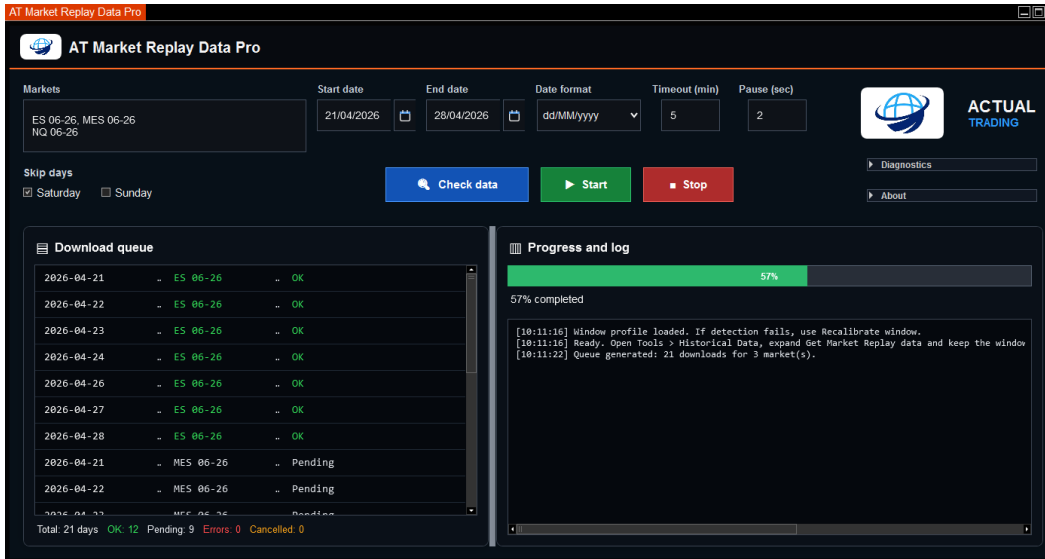 AT Market Replay Data Pro
AT Market Replay Data Pro
Markets
Start date
End date
Date format
Timeout (min)
Pause (sec)
ES 06-26, MES 06-26
NQ 06-26
21/04/2026
28/04/2026
dd/MM/yyyy
5
2
ACTUAL
TRADING
Skip days
Saturday
Sunday
Check data
Start
Stop
Diagnostics
About
Download queue
2026-04-21 .. ES 06-26 .. OK
2026-04-22 .. ES 06-26 .. OK
2026-04-23 .. ES 06-26 .. OK
2026-04-24 .. ES 06-26 .. OK
2026-04-26 .. ES 06-26 .. OK
2026-04-27 .. ES 06-26 .. OK
2026-04-28 .. ES 06-26 .. OK
2026-04-21 .. MES 06-26 .. Pending
2026-04-22 .. MES 06-26 .. Pending
2026-04-23 .. MES 06-26 .. Pending
Total: 21 days OK: 12 Pending: 9 Errors: 0 Cancelled: 0
Progress and log
57%
57% completed
[10:11:16] Window profile loaded. If detection fails, use Recalibrate window.
[10:11:16] Ready. Open Tools > Historical Data, expand Get Market Replay data and keep the window
[10:11:22] Queue generated: 21 downloads for 3 market(s).